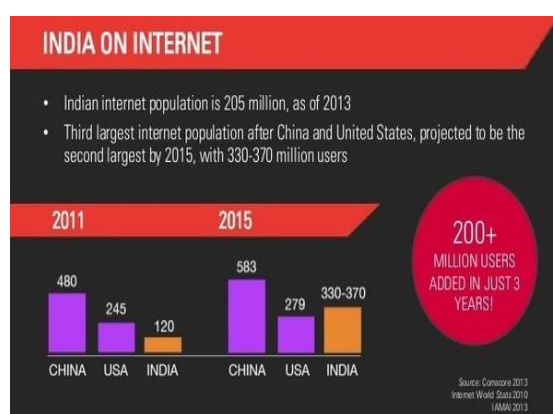 INDIA ON INTERNET
• Indian internet population is 205 million, as of 2013
• Third largest internet population after China and United States, projected to be the
second largest by 2015, with 330-370 million users
2011
480
245
120
CHINA USA INDIA
2015
583
279
330-370
CHINA USA INDIA
200+
MILLION USERS
ADDED IN JUST 3
YEARS!
Source: Comscore 2013
Internet World Stats 2010
IAMAI 2013